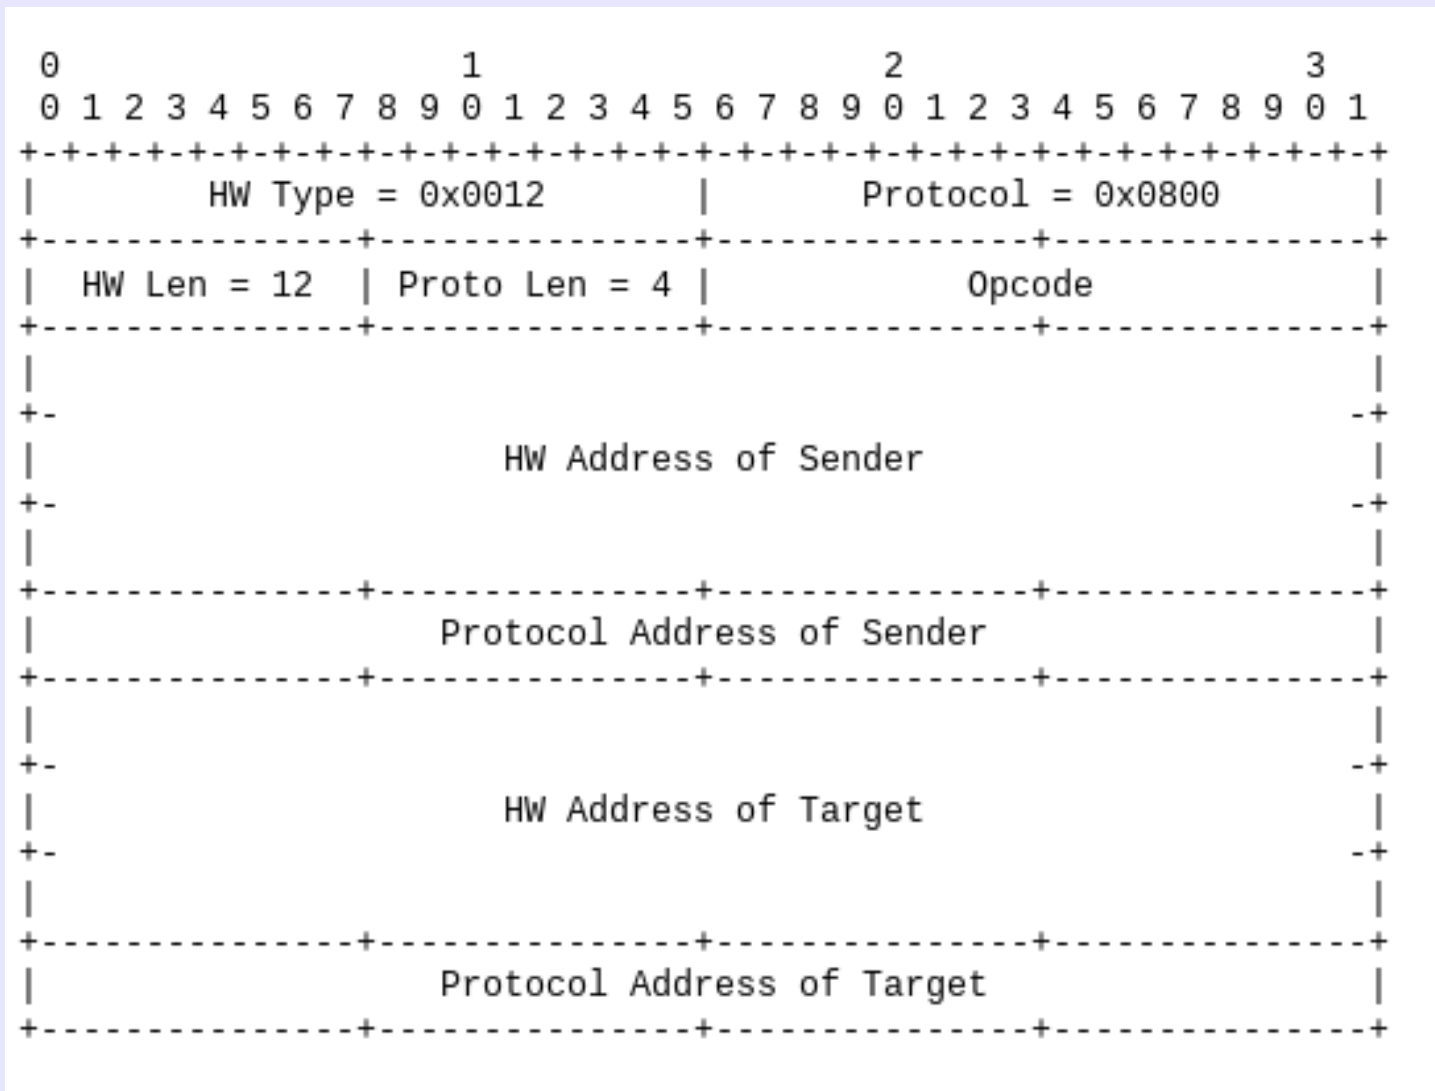 0                   1                   2                   3
 0 1 2 3 4 5 6 7 8 9 0 1 2 3 4 5 6 7 8 9 0 1 2 3 4 5 6 7 8 9 0 1
+-+-+-+-+-+-+-+-+-+-+-+-+-+-+-+-+-+-+-+-+-+-+-+-+-+-+-+-+-+-+-+-+
|        HW Type = 0x0012       |       Protocol = 0x0800       |
+---------------+---------------+---------------+---------------+
|  HW Len = 12  | Proto Len = 4 |            Opcode             |
+---------------+---------------+---------------+---------------+
|                                                               |
+-                                                             -+
|                      HW Address of Sender                     |
+-                                                             -+
|                                                               |
+---------------+---------------+---------------+---------------+
|                   Protocol Address of Sender                  |
+---------------+---------------+---------------+---------------+
|                                                               |
+-                                                             -+
|                      HW Address of Target                     |
+-                                                             -+
|                                                               |
+---------------+---------------+---------------+---------------+
|                   Protocol Address of Target                  |
+---------------+---------------+---------------+---------------+